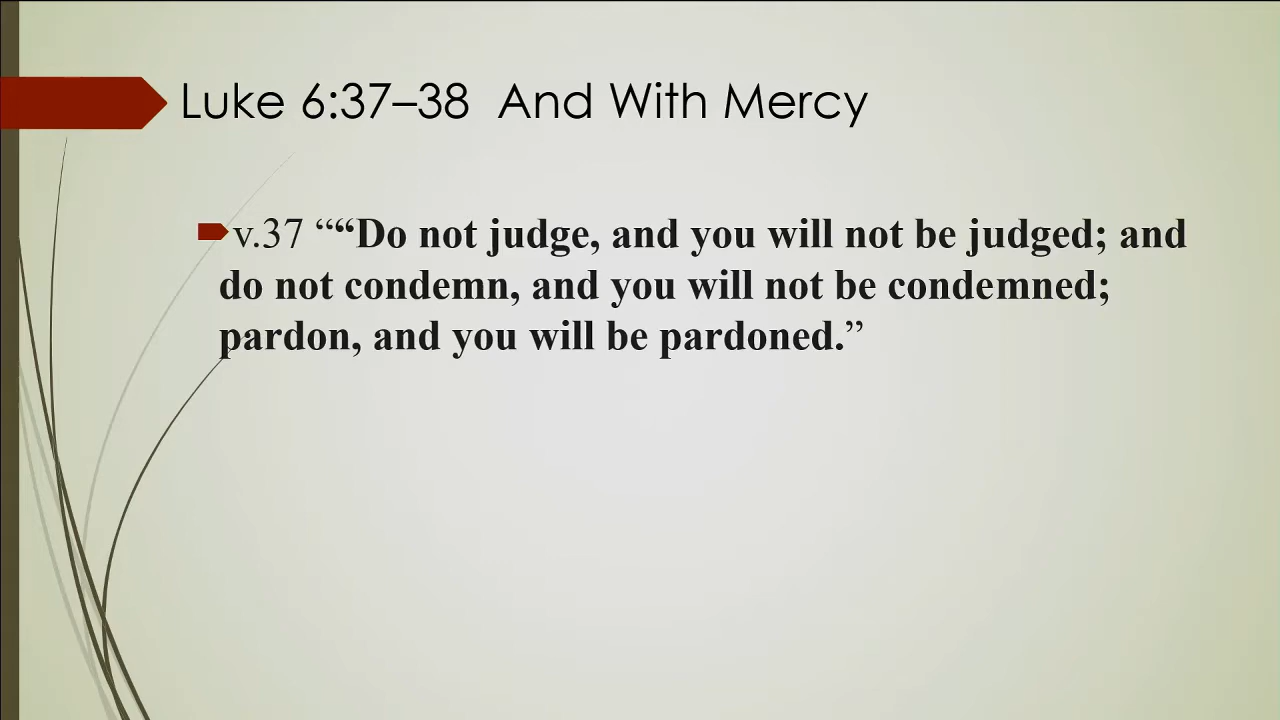 Luke 6:37–38  And With Mercy
v.37 ““Do not judge, and you will not be judged; and
do not condemn, and you will not be condemned;
pardon, and you will be pardoned.”